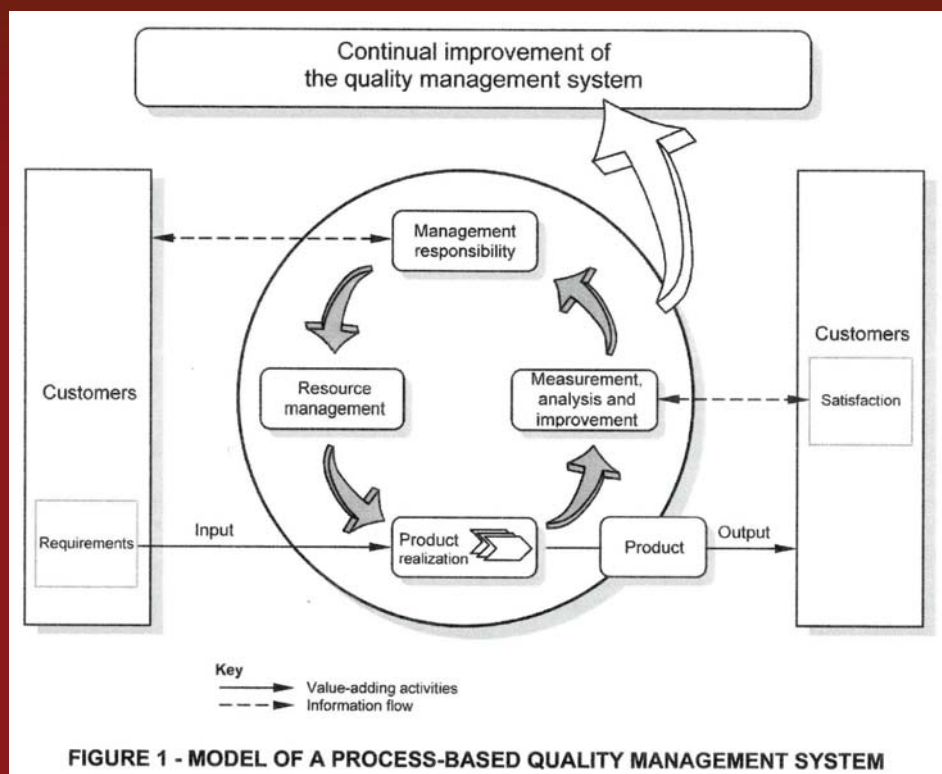 Continual improvement of
the quality management system
Management
responsibility
Customers
Customers
Resource
management
Measurement,
analysis and
improvement
Satisfaction
Requirements
Input
Product
realization
Product
Output
Key
Value-adding activities
Information flow
FIGURE 1 - MODEL OF A PROCESS-BASED QUALITY MANAGEMENT SYSTEM